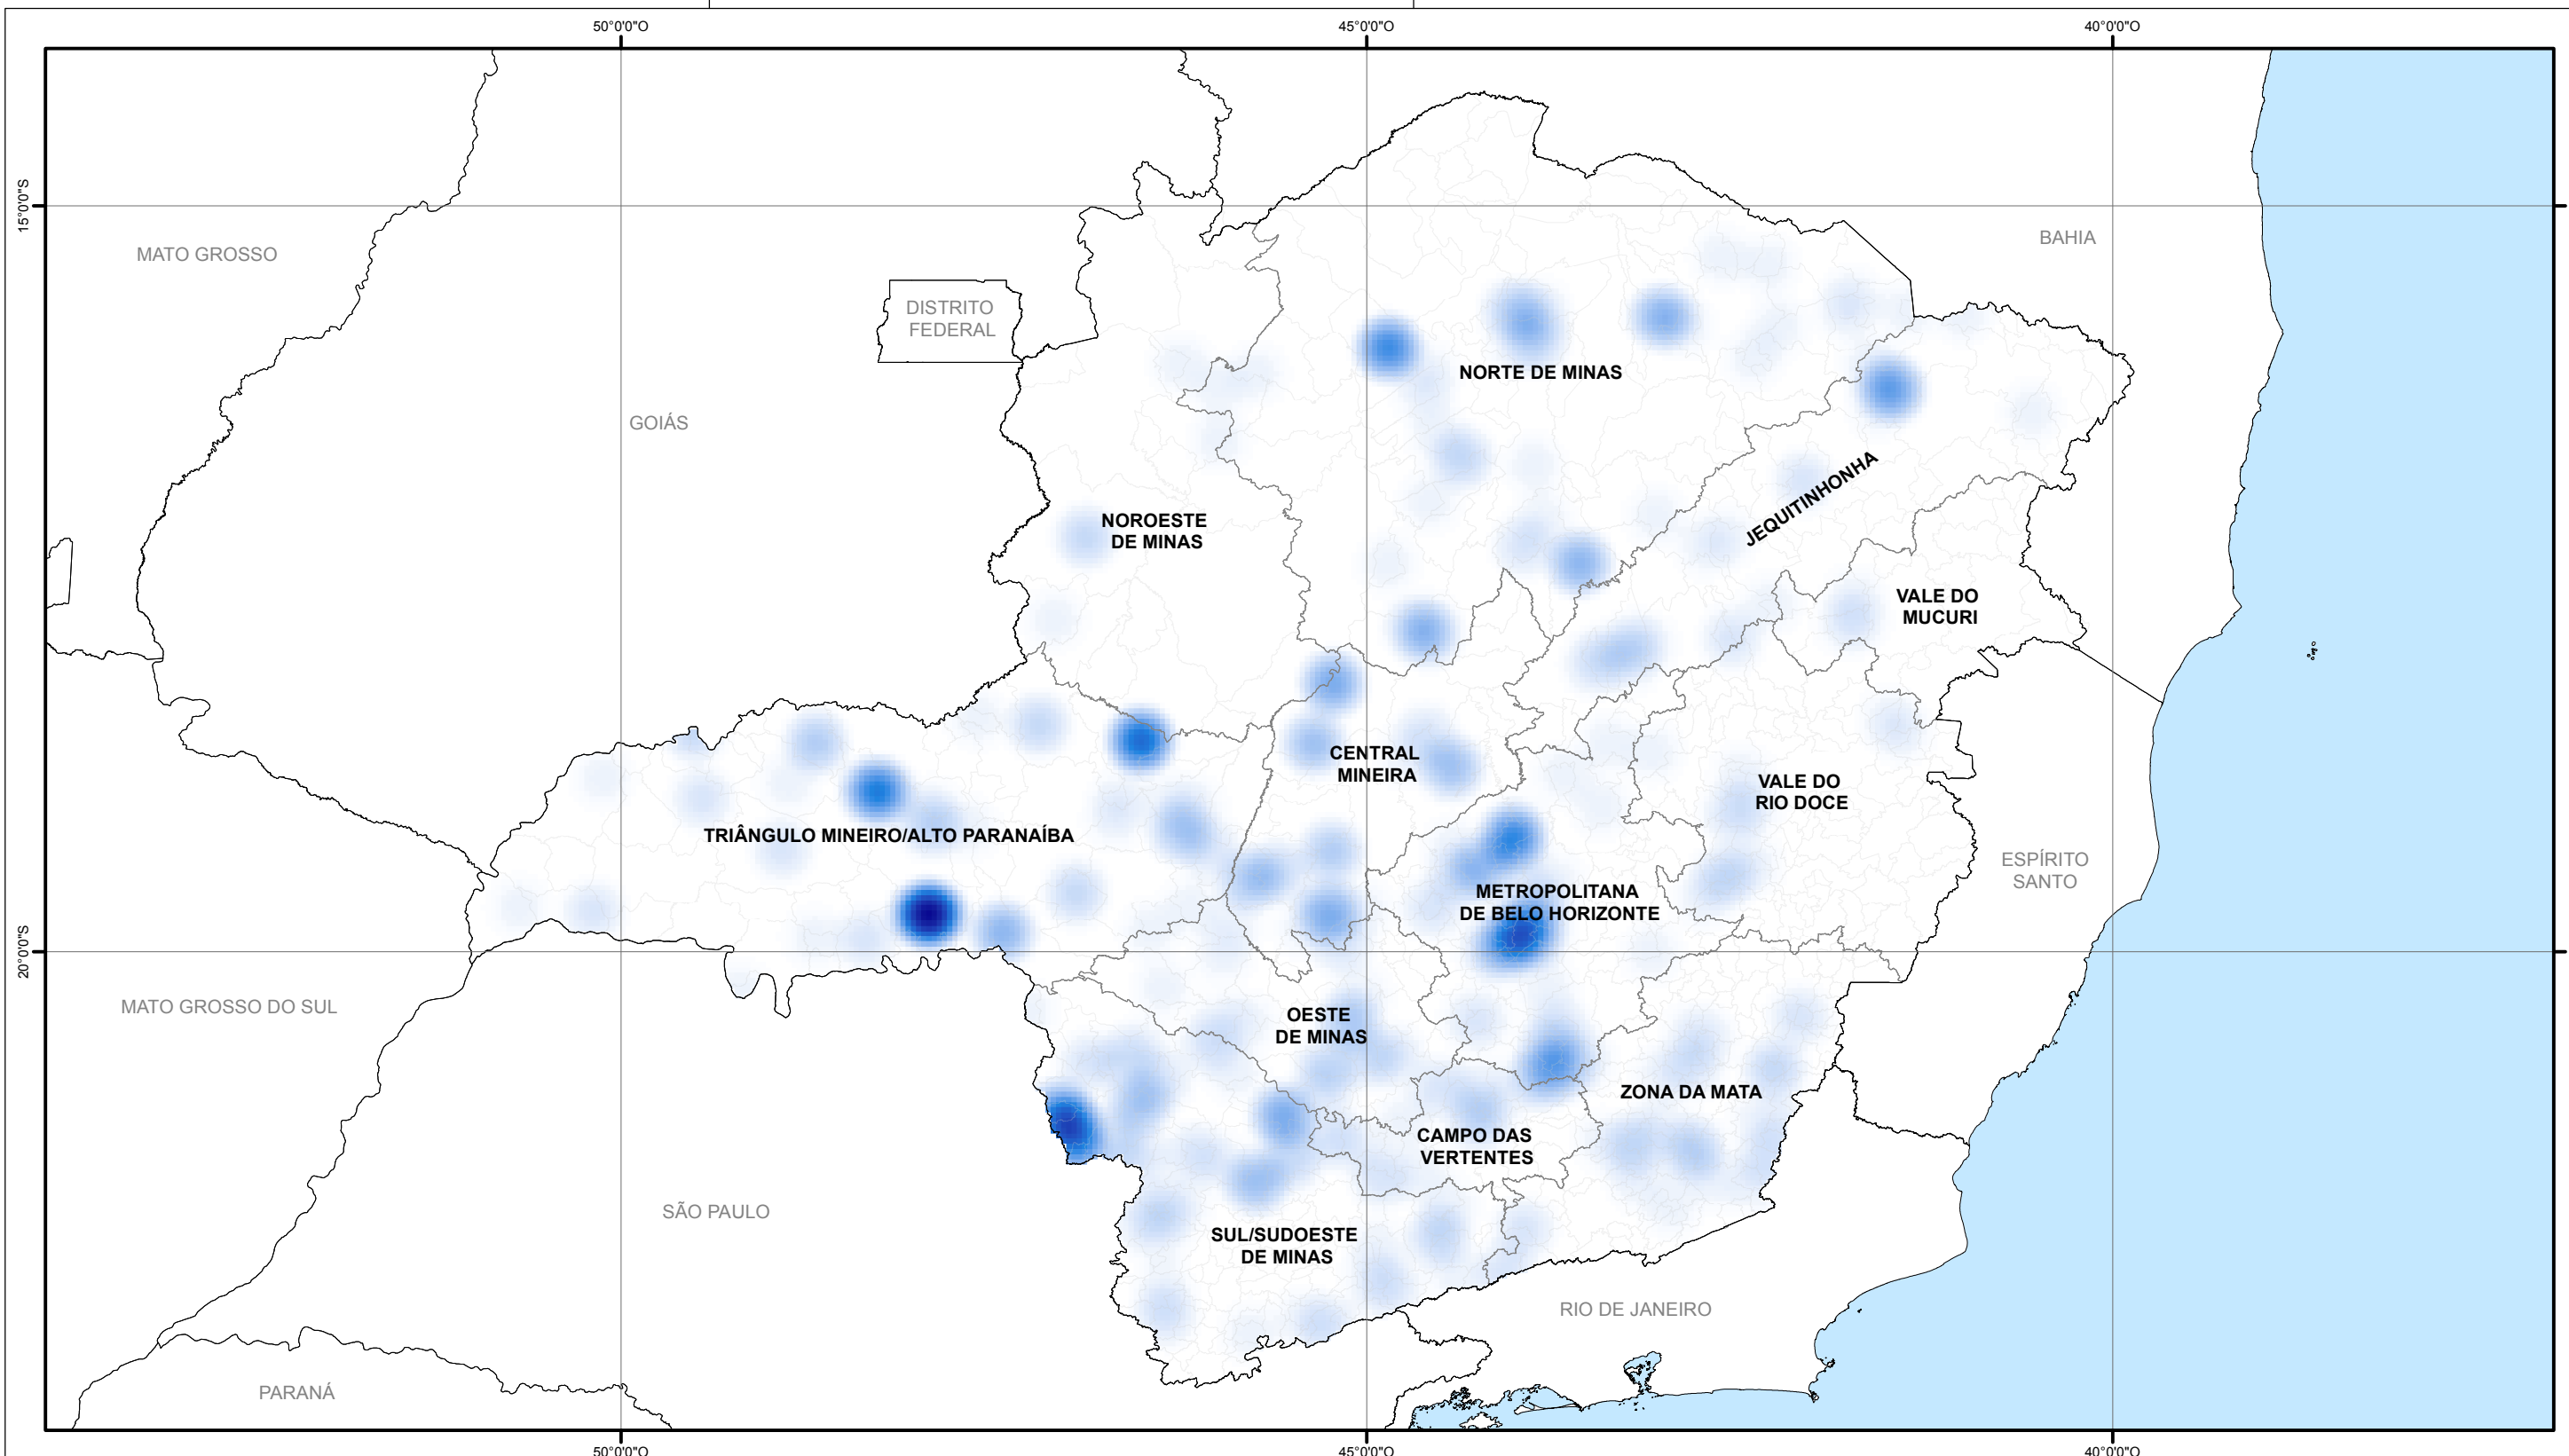 50°0'0"O
45°0'0"O
40°0'0"O
15°0'0"S
BAHIA
MATO GROSSO
DISTRITO
FEDERAL
NORTE DE MINAS
GOIÁS
JEQUITINHONHA
NOROESTE
DE MINAS
VALE DO
MUCURI
CENTRAL
MINEIRA
VALE DO
RIO DOCE
TRIÂNGULO MINEIRO/ALTO PARANAÍBA
ESPÍRITO
SANTO
METROPOLITANA
DE BELO HORIZONTE
20°0'0"S
MATO GROSSO DO SUL
OESTE
DE MINAS
ZONA DA MATA
CAMPO DAS
VERTENTES
SÃO PAULO
SUL/SUDOESTE
DE MINAS
RIO DE JANEIRO
PARANÁ
50°0'0"O
45°0'0"O
40°0'0"O